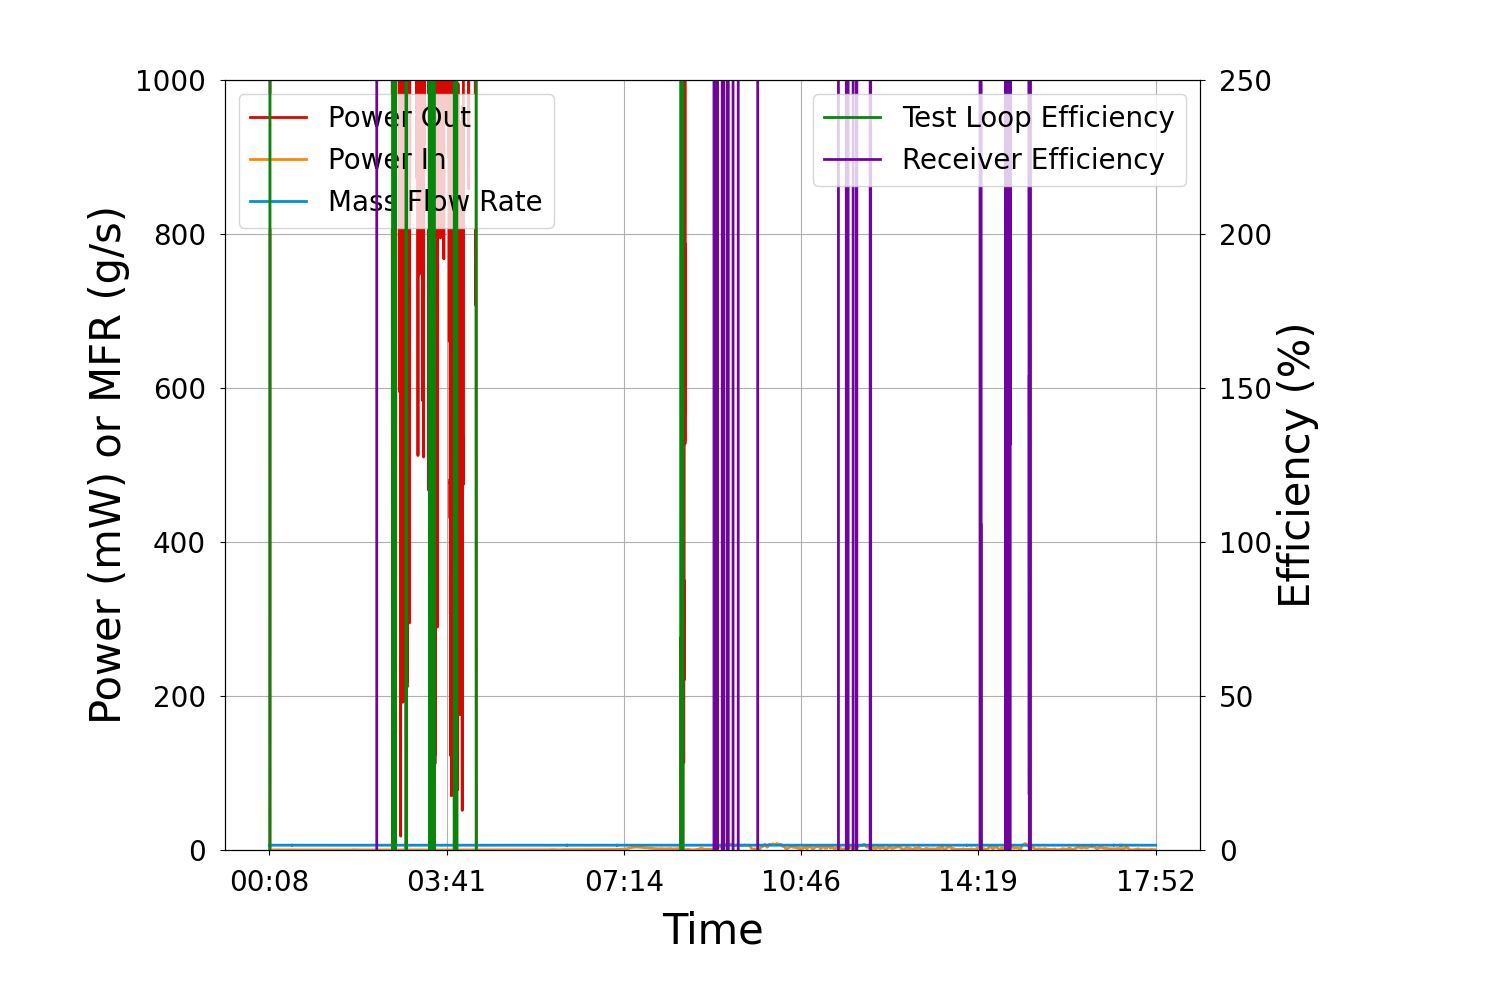 1000
800
600
400
200
0
Power (mW) or MFR (g/s)
Power Out
Power In
Mass Flow Rate
Test Loop Efficiency
Receiver Efficiency
250
200
150
100
50
0
Efficiency (%)
00:08 03:41 07:14 10:46 14:19 17:52
Time